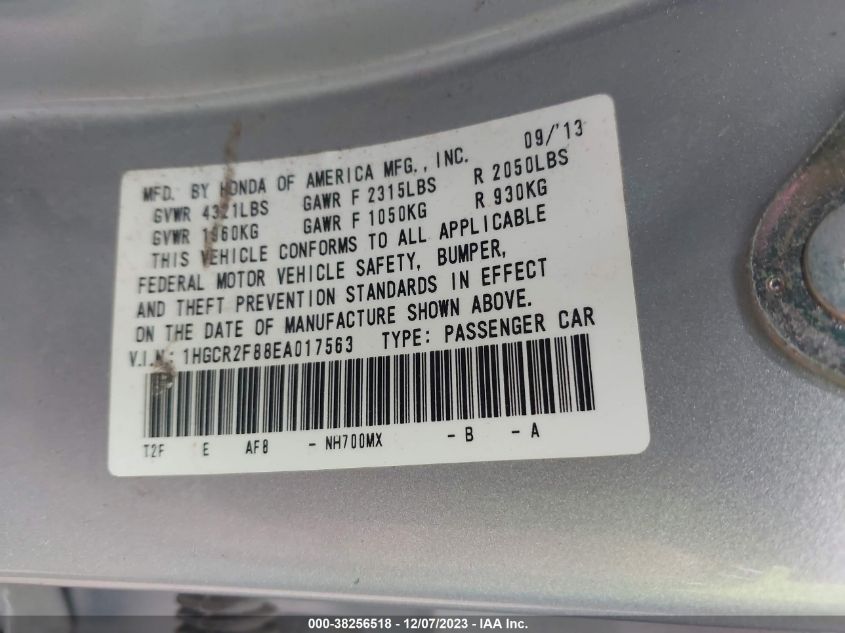 09/'13
MFD. BY HONDA OF AMERICA MFG., INC.
GVWR 4321LBS GAWR F 2315LBS R 2050LBS
GVWR 1960KG GAWR F 1050KG R 930KG
THIS VEHICLE CONFORMS TO ALL APPLICABLE
FEDERAL MOTOR VEHICLE SAFETY, BUMPER,
AND THEFT PREVENTION STANDARDS IN EFFECT
ON THE DATE OF MANUFACTURE SHOWN ABOVE.
V.I.N.: 1HGCR2F88EA017563 TYPE: PASSENGER CAR
T2F E AF8 - NH700MX - B - A
000-38256518 - 12/07/2023 - IAA Inc.